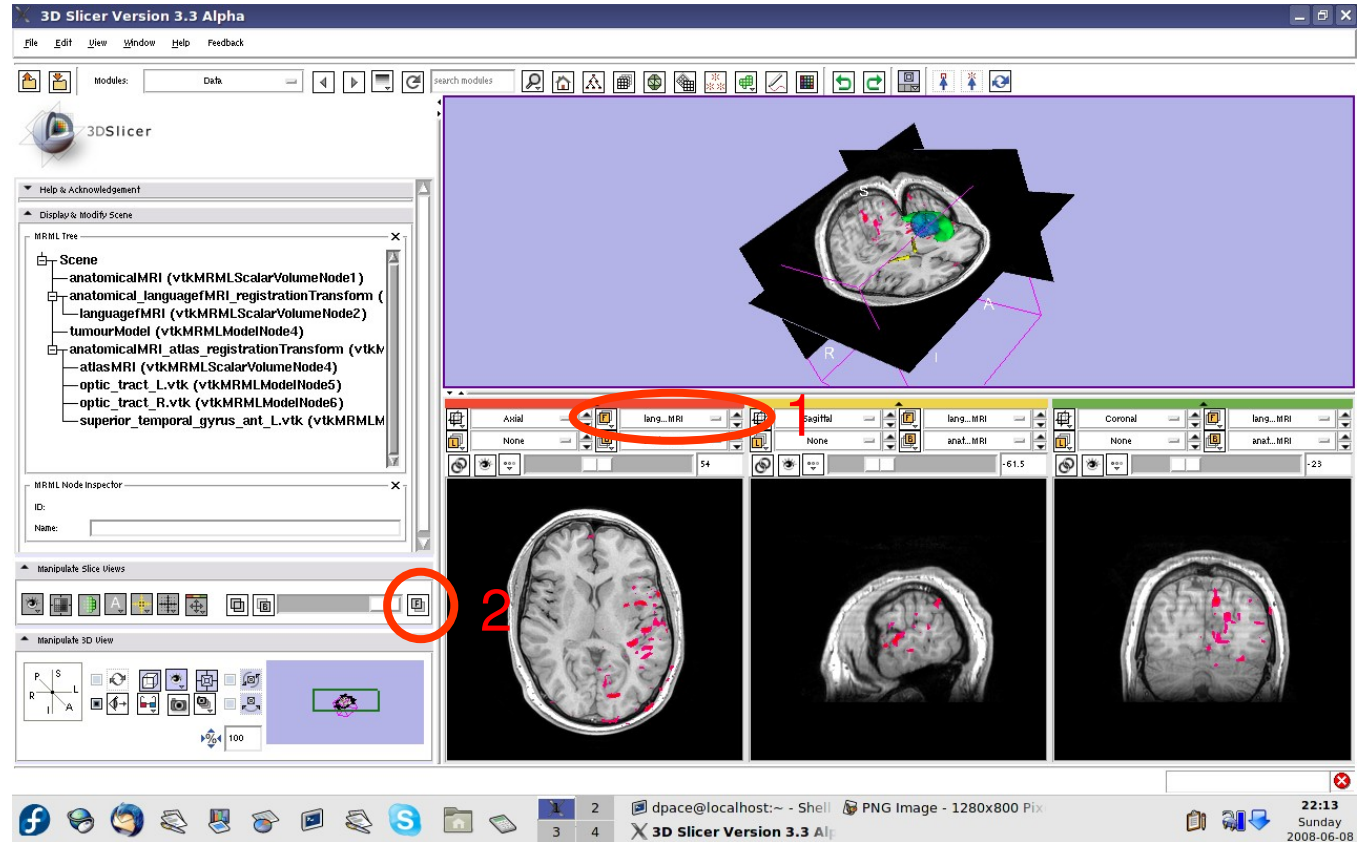 3D Slicer Version 3.3 Alpha
File Edit View Window Help Feedback
Modules: Data search modules
3DSlicer
Help & Acknowledgement
Display & Modify Scene
MRML Tree
Scene
anatomicalMRI (vtkMRMLScalarVolumeNode1)
anatomical_languagefMRI_registrationTransform (
languagefMRI (vtkMRMLScalarVolumeNode2)
tumourModel (vtkMRMLModelNode4)
anatomicalMRI_atlas_registrationTransform (vtkM
atlasMRI (vtkMRMLScalarVolumeNode4)
optic_tract_L.vtk (vtkMRMLModelNode5)
optic_tract_R.vtk (vtkMRMLModelNode6)
superior_temporal_gyrus_ant_L.vtk (vtkMRMLM
MRML Node Inspector
ID:
Name:
Manipulate Slice Views
2
Manipulate 3D View
P S
R L
I A
100
S
A
R
I
1
Axial F lang...MRI
None
54
Sagittal F lang...MRI
None B anat...MRI
-61.5
Coronal F lang...MRI
None B anat...MRI
-23
1 2
3 4
dpace@localhost:~ - Shell
PNG Image - 1280x800 Pix
3D Slicer Version 3.3 Alp
22:13
Sunday
2008-06-08